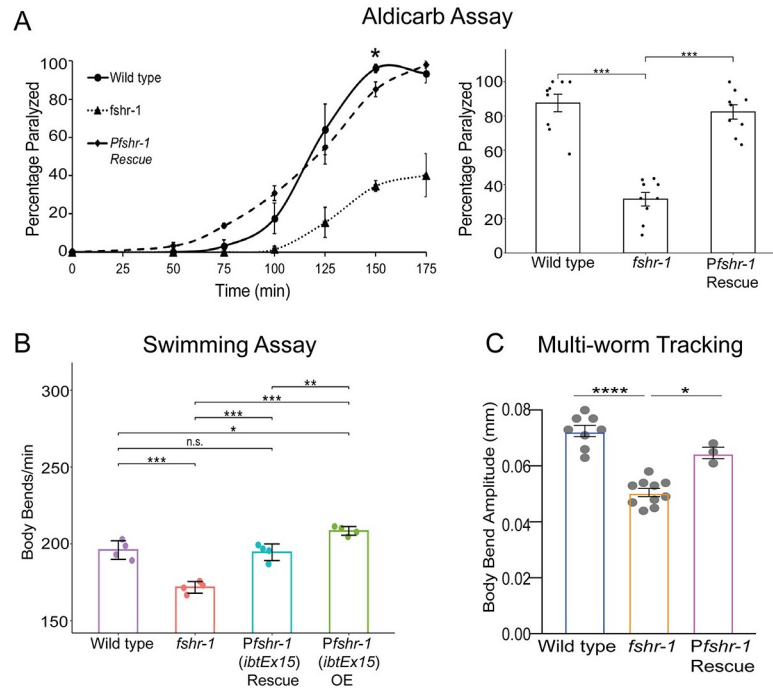 A
Aldicarb Assay
Percentage Paralyzed
100
80
60
40
20
0
0 25 50 75 100 125 150 175
Time (min)
Wild type
fshr-1
Pfshr-1
Rescue
*
Percentage Paralyzed
100
80
60
40
20
0
***
***
Wild type fshr-1 Pfshr-1
Rescue
B
Swimming Assay
Body Bends/min
300
250
200
150
**
***
***
*
n.s.
***
Wild type fshr-1 Pfshr-1 Pfshr-1
(ibtEx15) (ibtEx15)
Rescue OE
C
Multi-worm Tracking
Body Bend Amplitude (mm)
0.08
0.06
0.04
0.02
0.00
**** *
Wild type fshr-1 Pfshr-1
Rescue